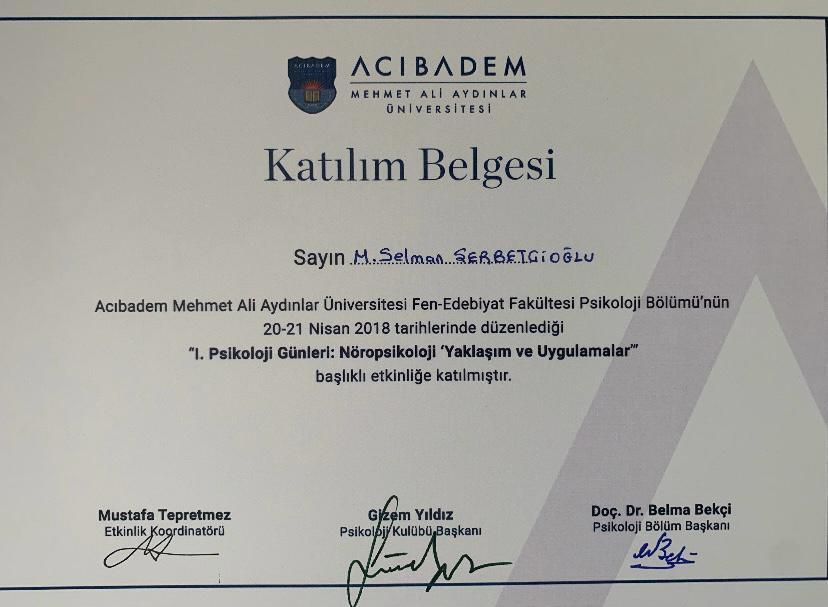 ACIBADEM
ACIBADEM
MEHMET ALİ AYDINLAR
ÜNİVERSİTESİ
Katılım Belgesi
Sayın M. Selman ŞERBETÇİOĞLU
Acıbadem Mehmet Ali Aydınlar Üniversitesi Fen-Edebiyat Fakültesi Psikoloji Bölümü'nün
20-21 Nisan 2018 tarihlerinde düzenlediği
“I. Psikoloji Günleri: Nöropsikoloji ‘Yaklaşım ve Uygulamalar’”
başlıklı etkinliğe katılmıştır.
Mustafa Tepretmez
Etkinlik Koordinatörü
Gizem Yıldız
Psikoloji Kulübü Başkanı
Doç. Dr. Belma Bekçi
Psikoloji Bölüm Başkanı